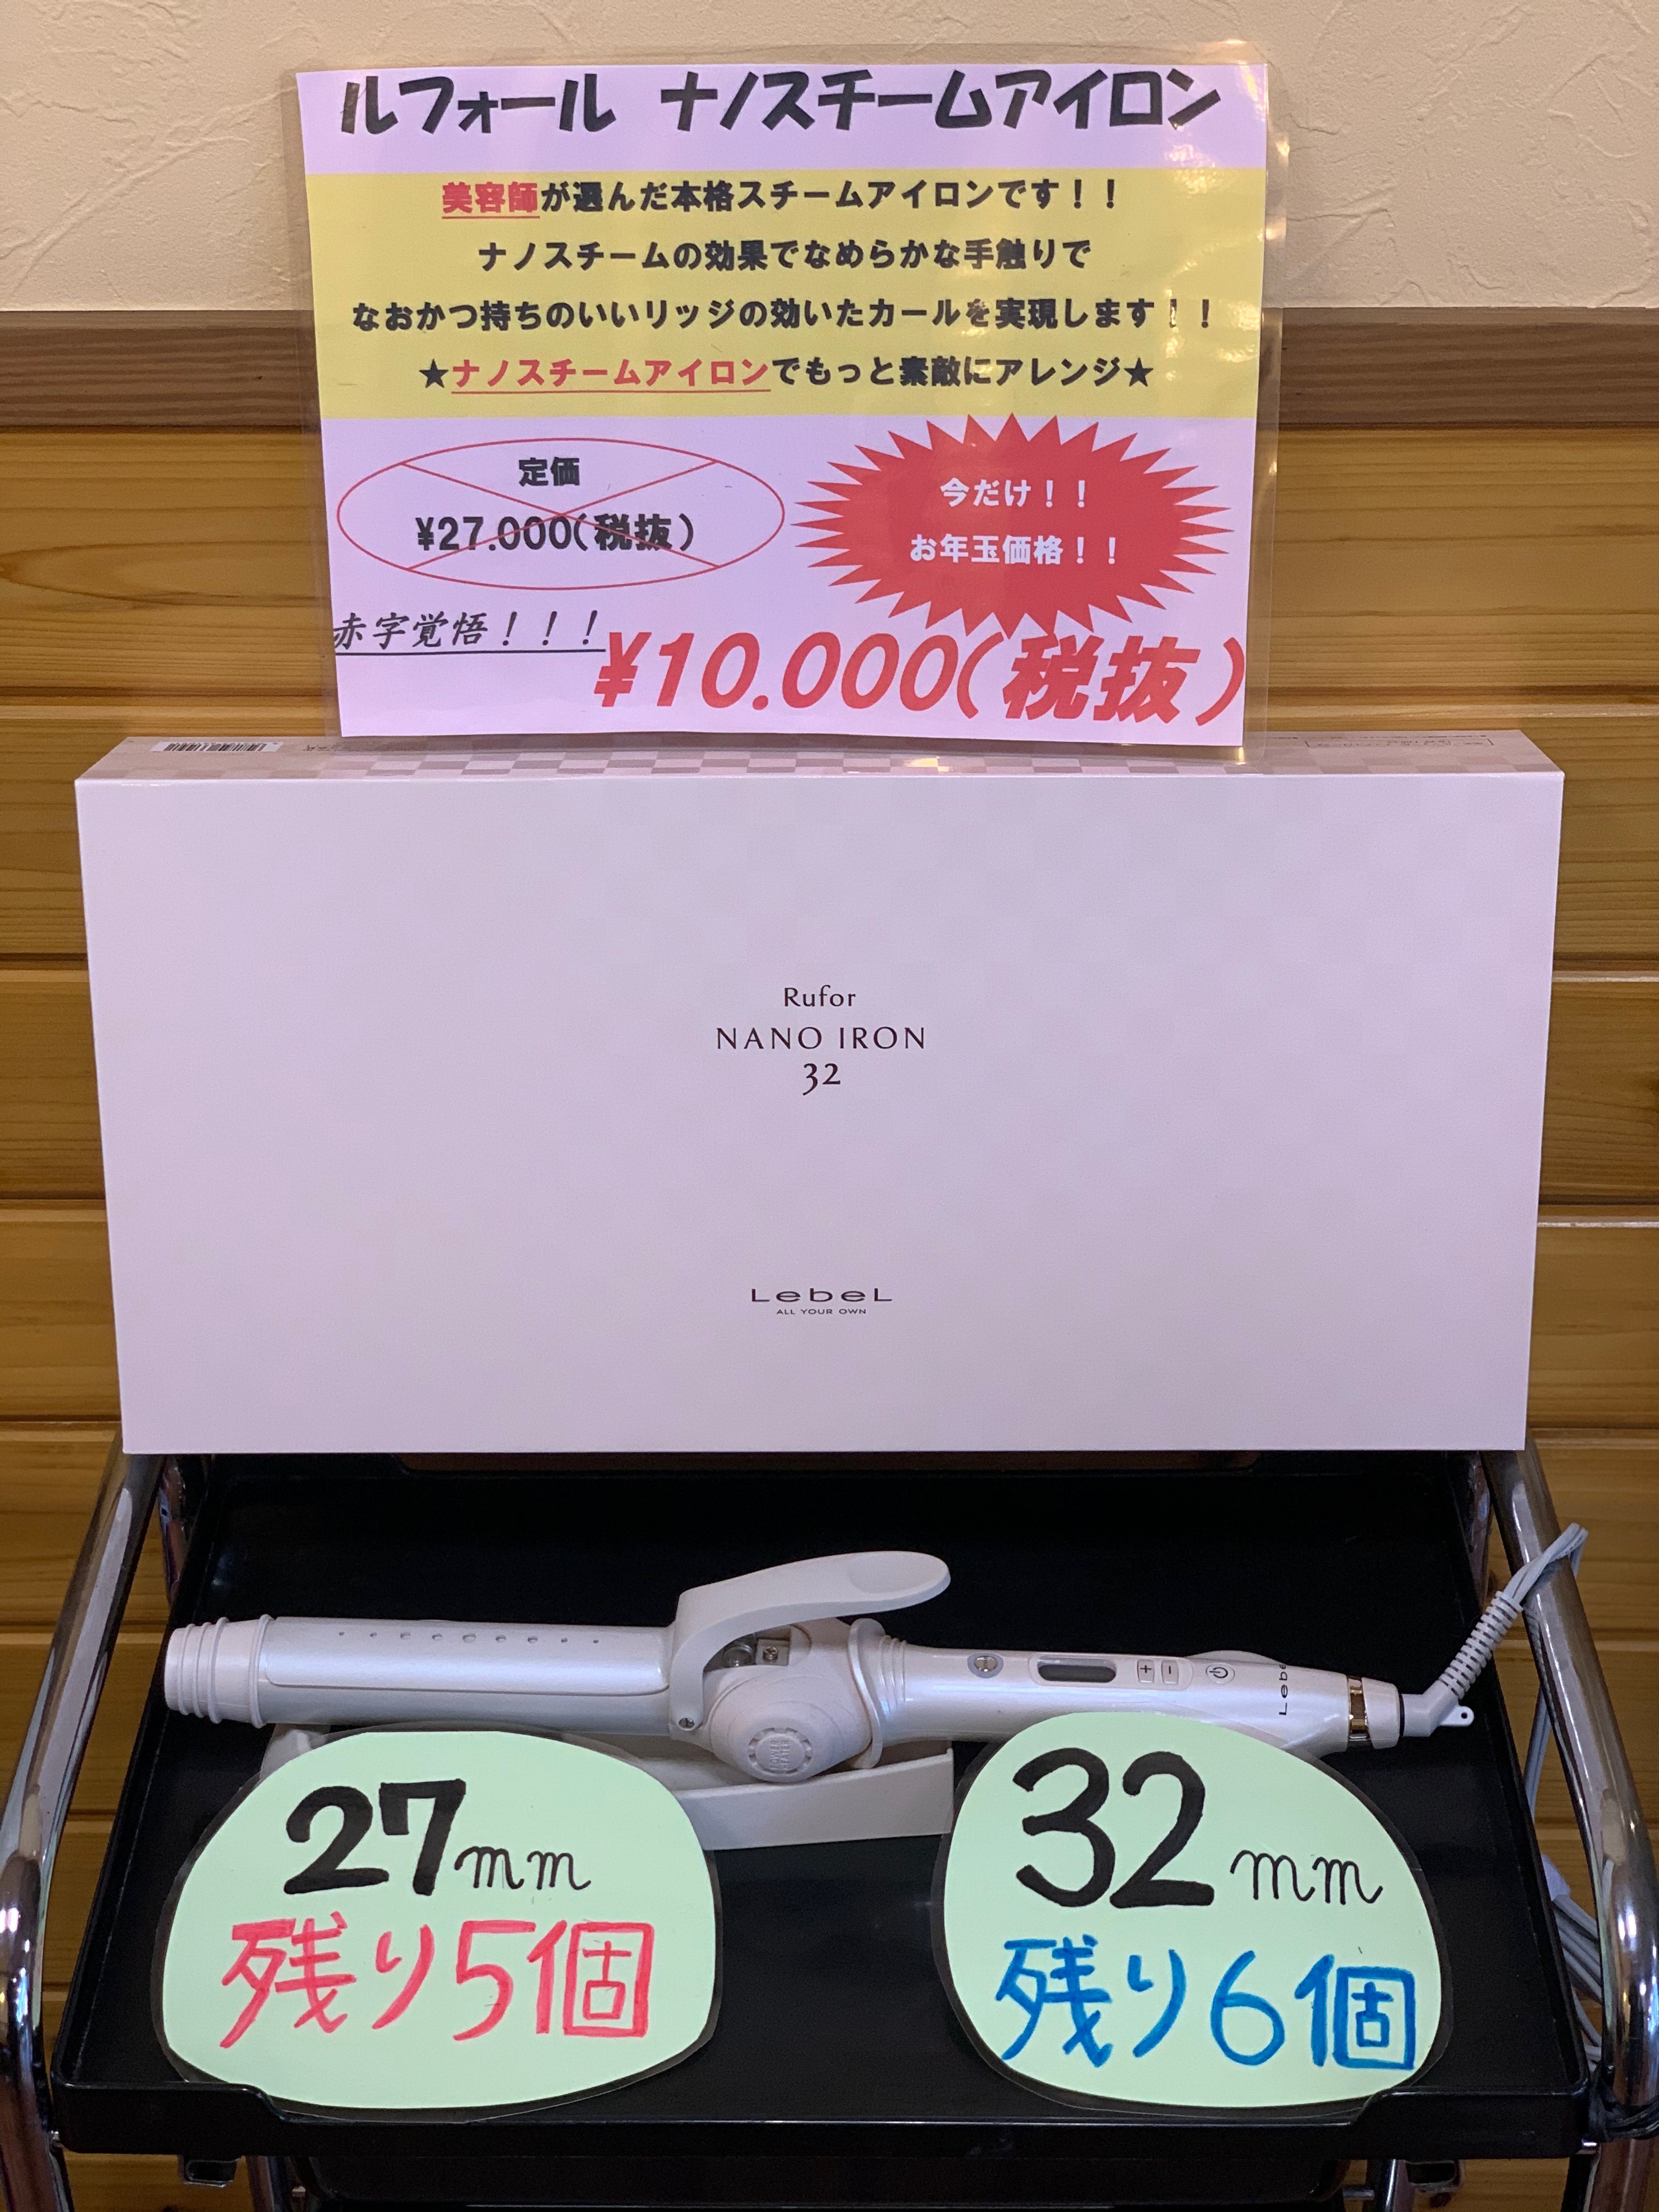 ルフォール ナノスチームアイロン
美容師が選んだ本格スチームアイロンです！！
ナノスチームの効果でなめらかな手触りで
なおかつ持ちのいいリッジの効いたカールを実現します！！
★ナノスチームアイロンでもっと素敵にアレンジ★
定価
¥27.000(税抜)
今だけ！！
お年玉価格！！
赤字覚悟！！！
¥10.000(税抜)
Rufor
NANO IRON
32
LebeL
ALL YOUR OWN
+ -
Lebe
27mm
残り5個
32mm
残り6個